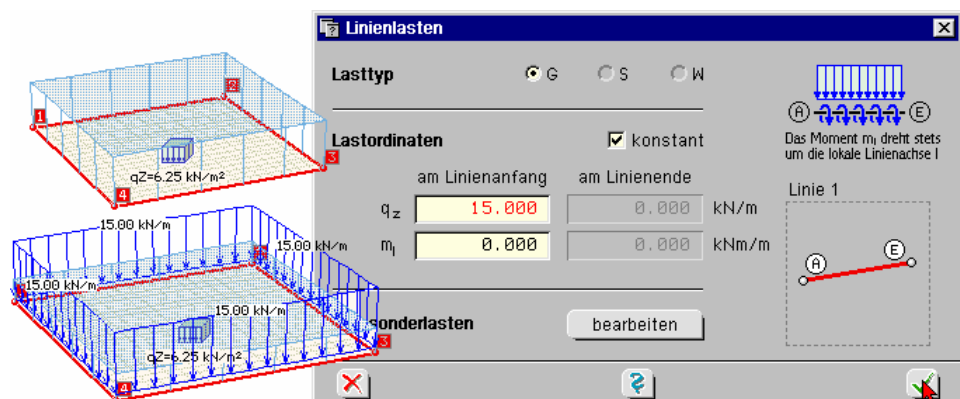 1
2
3
4
qZ=6.25 kN/m²
15.00 kN/m
15.00 kN/m
15.00 kN/m
15.00 kN/m
3
4
qZ=6.25 kN/m²
Linienlasten
Lasttyp G S W
Lastordinaten konstant
am Linienanfang am Linienende
qz 15.000 0.000 kN/m
ml 0.000 0.000 kNm/m
sonderlasten bearbeiten
A E
Das Moment ml dreht stets
um die lokale Linienachse l
Linie 1
A E